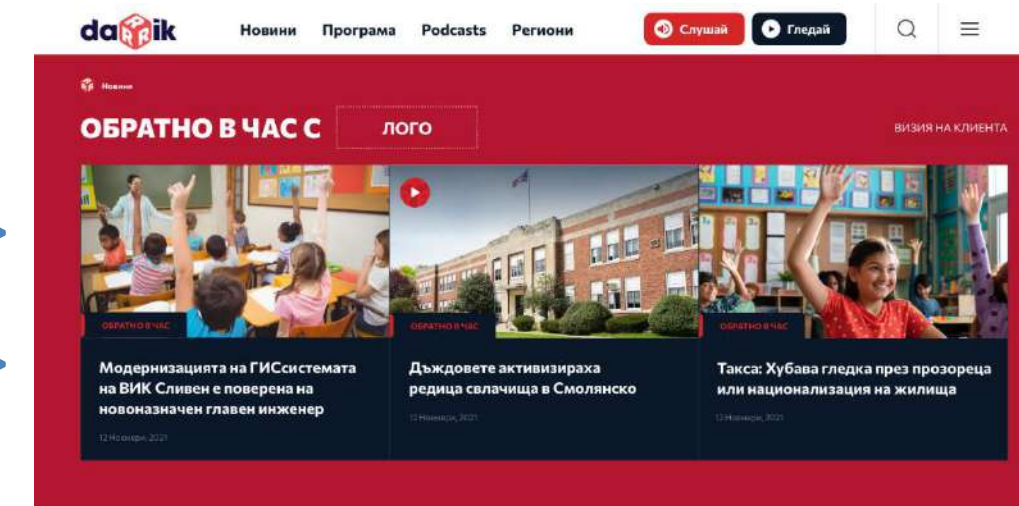 darik
Новини Програма Podcasts Региони Слушай Гледай
Новини
ОБРАТНО В ЧАС С ЛОГО
ВИЗИЯ НА КЛИЕНТА
ОБРАТНО В ЧАС
Модернизацията на ГИСсистемата
на ВИК Сливен е поверена на
новоназначен главен инженер
12 Ноември, 2021
ОБРАТНО В ЧАС
Дъждовете активизираха
редица свлачища в Смолянско
12 Ноември, 2021
ОБРАТНО В ЧАС
Такса: Хубава гледка през прозореца
или национализация на жилища
12 Ноември, 2021